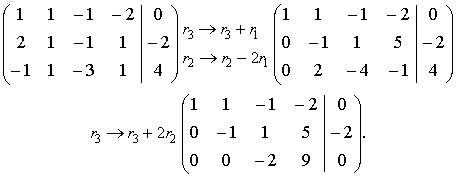 1 1 -1 -2 | 0 r₃ → r₃ + r₁ 1 1 -1 -2 | 0
2 1 -1 1 | -2 r₂ → r₂ - 2r₁ 0 -1 1 5 | -2
-1 1 -3 1 | 4 0 2 -4 -1 | 4
1 1 -1 -2 | 0
r₃ → r₃ + 2r₂ 0 -1 1 5 | -2 .
0 0 -2 9 | 0